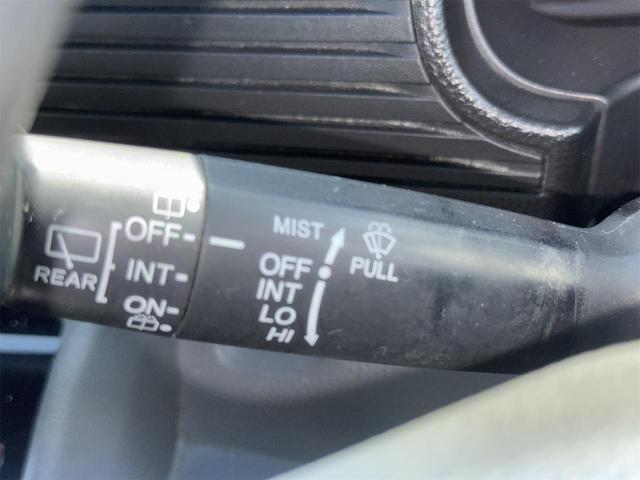 REAR
OFF-
INT-
ON-
MIST
OFF
INT
LO
HI
PULL